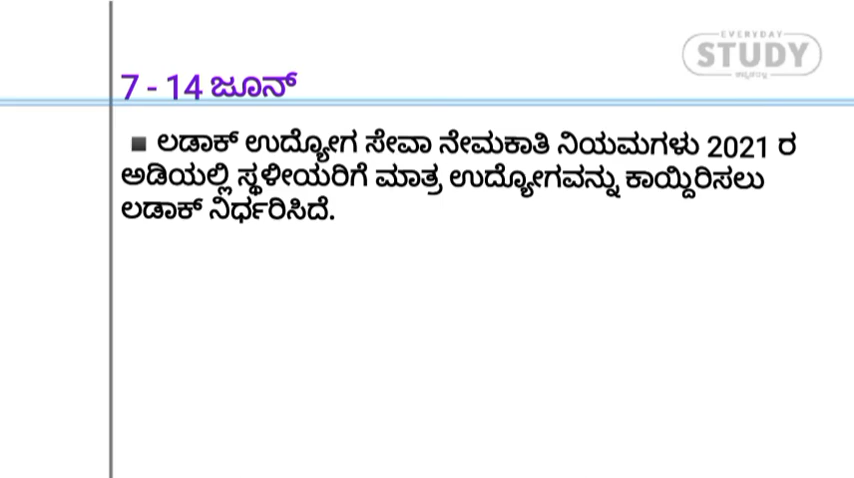 EVERYDAY
STUDY
7 - 14 ಜೂನ್
▪ ಲಡಾಕ್ ಉದ್ಯೋಗ ಸೇವಾ ನೇಮಕಾತಿ ನಿಯಮಗಳು 2021 ರ
ಅಡಿಯಲ್ಲಿ ಸ್ಥಳೀಯರಿಗೆ ಮಾತ್ರ ಉದ್ಯೋಗವನ್ನು ಕಾಯ್ದಿರಿಸಲು
ಲಡಾಕ್ ನಿರ್ಧರಿಸಿದೆ.